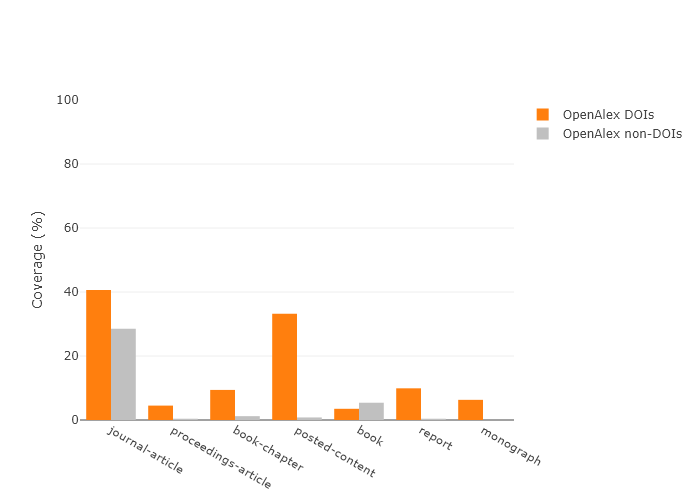 100
80
60
40
20
0
Coverage (%)
journal-article
proceedings-article
book-chapter
posted-content
book
report
monograph
OpenAlex DOIs
OpenAlex non-DOIs